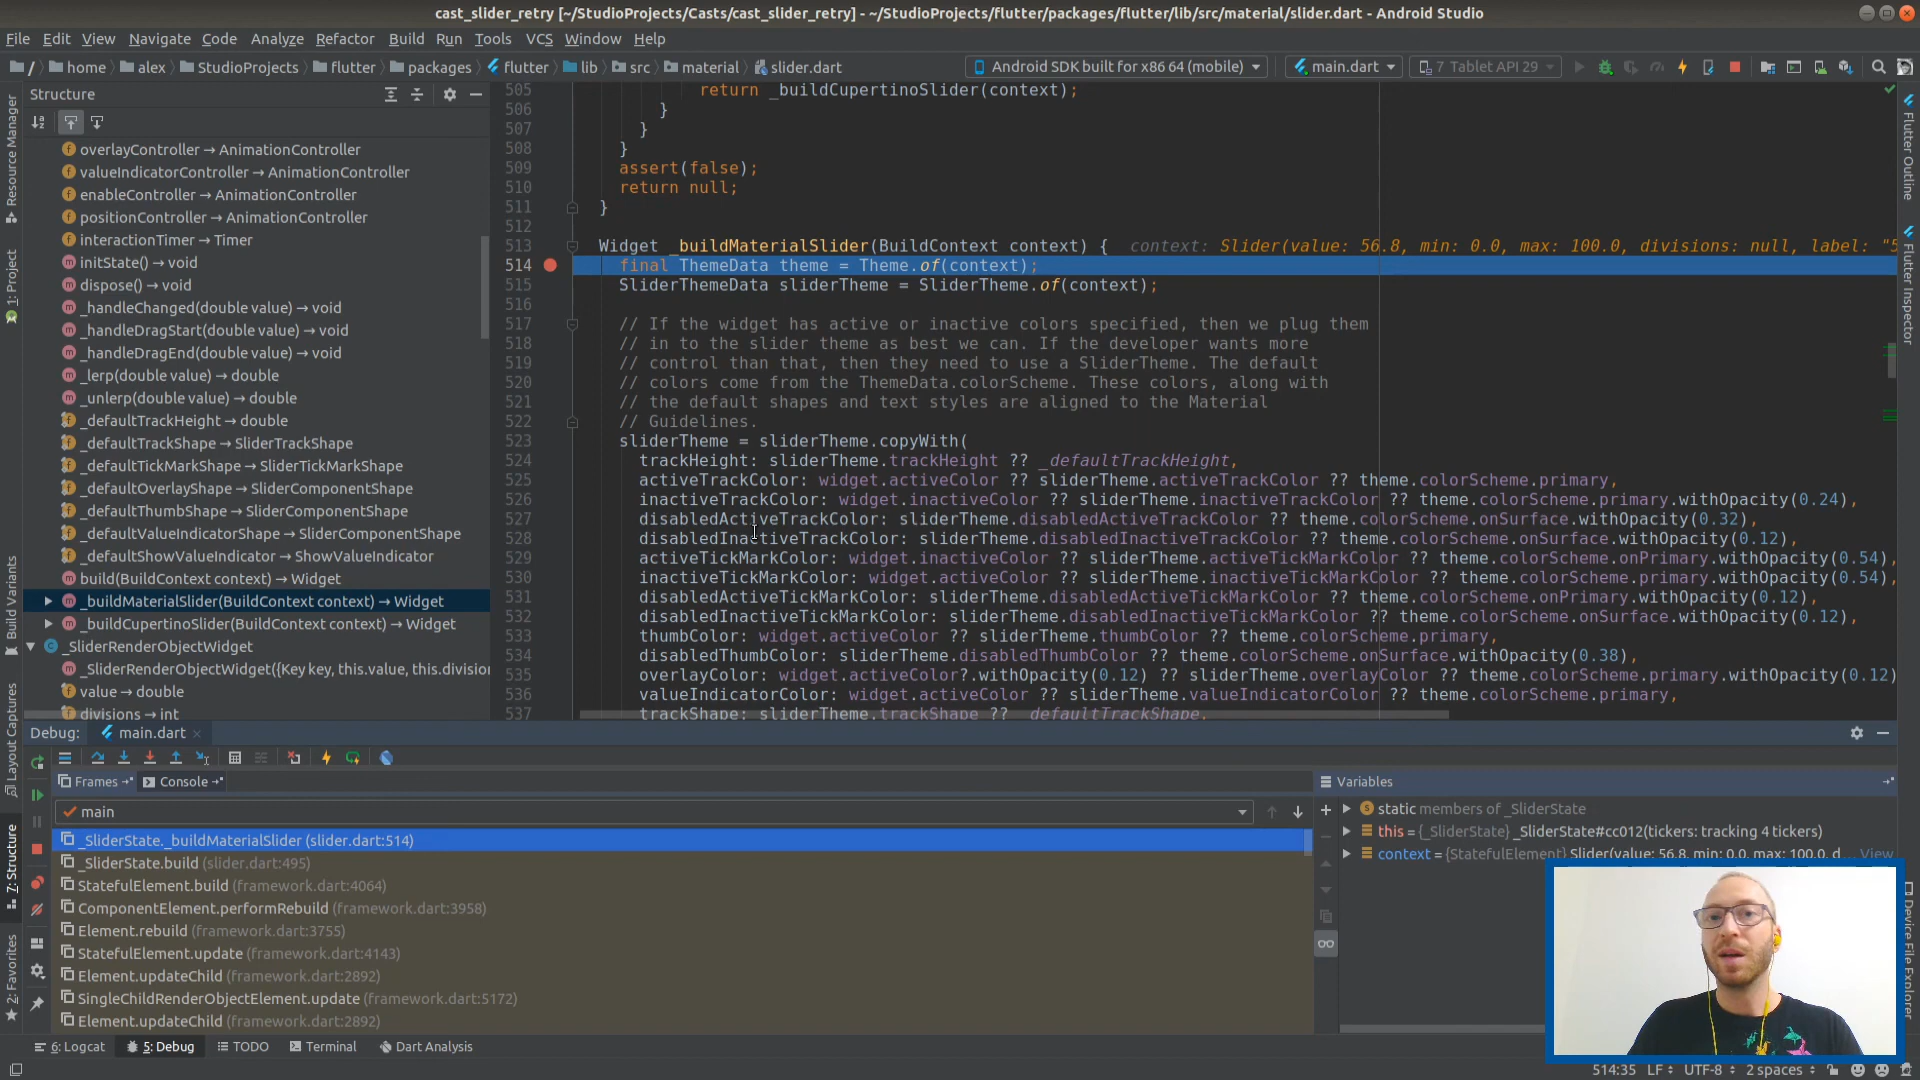 cast_slider_retry [~/StudioProjects/Casts/cast_slider_retry] - ~/StudioProjects/flutter/packages/flutter/lib/src/material/slider.dart - Android Studio
File Edit View Navigate Code Analyze Refactor Build Run Tools VCS Window Help
/ home alex StudioProjects flutter packages flutter lib src material slider.dart Android SDK built for x86 64 (mobile) main.dart 7 Tablet API 29
Structure
overlayController → AnimationController
valueIndicatorController → AnimationController
enableController → AnimationController
positionController → AnimationController
interactionTimer → Timer
initState() → void
dispose() → void
_handleChanged(double value) → void
_handleDragStart(double value) → void
_handleDragEnd(double value) → void
_lerp(double value) → double
_unlerp(double value) → double
_defaultTrackHeight → double
_defaultTrackShape → SliderTrackShape
_defaultTickMarkShape → SliderTickMarkShape
_defaultOverlayShape → SliderComponentShape
_defaultThumbShape → SliderComponentShape
_defaultValueIndicatorShape → SliderComponentShape
_defaultShowValueIndicator → ShowValueIndicator
build(BuildContext context) → Widget
_buildMaterialSlider(BuildContext context) → Widget
_buildCupertinoSlider(BuildContext context) → Widget
_SliderRenderObjectWidget
_SliderRenderObjectWidget({Key key, this.value, this.division
value → double
divisions → int
505 return _buildCupertinoSlider(context);
506 }
507 }
508 }
509 assert(false);
510 return null;
511 }
512
513 Widget _buildMaterialSlider(BuildContext context) { context: Slider(value: 56.8, min: 0.0, max: 100.0, divisions: null, label: "5
514 final ThemeData theme = Theme.of(context);
515 SliderThemeData sliderTheme = SliderTheme.of(context);
516
517 // If the widget has active or inactive colors specified, then we plug them
518 // in to the slider theme as best we can. If the developer wants more
519 // control than that, then they need to use a SliderTheme. The default
520 // colors come from the ThemeData.colorScheme. These colors, along with
521 // the default shapes and text styles are aligned to the Material
522 // Guidelines.
523 sliderTheme = sliderTheme.copyWith(
524 trackHeight: sliderTheme.trackHeight ?? _defaultTrackHeight,
525 activeTrackColor: widget.activeColor ?? sliderTheme.activeTrackColor ?? theme.colorScheme.primary,
526 inactiveTrackColor: widget.inactiveColor ?? sliderTheme.inactiveTrackColor ?? theme.colorScheme.primary.withOpacity(0.24),
527 disabledActiveTrackColor: sliderTheme.disabledActiveTrackColor ?? theme.colorScheme.onSurface.withOpacity(0.32),
528 disabledInactiveTrackColor: sliderTheme.disabledInactiveTrackColor ?? theme.colorScheme.onSurface.withOpacity(0.12),
529 activeTickMarkColor: widget.inactiveColor ?? sliderTheme.activeTickMarkColor ?? theme.colorScheme.onPrimary.withOpacity(0.54),
530 inactiveTickMarkColor: widget.activeColor ?? sliderTheme.inactiveTickMarkColor ?? theme.colorScheme.primary.withOpacity(0.54),
531 disabledActiveTickMarkColor: sliderTheme.disabledActiveTickMarkColor ?? theme.colorScheme.onPrimary.withOpacity(0.12),
532 disabledInactiveTickMarkColor: sliderTheme.disabledInactiveTickMarkColor ?? theme.colorScheme.onSurface.withOpacity(0.12),
533 thumbColor: widget.activeColor ?? sliderTheme.thumbColor ?? theme.colorScheme.primary,
534 disabledThumbColor: sliderTheme.disabledThumbColor ?? theme.colorScheme.onSurface.withOpacity(0.38),
535 overlayColor: widget.activeColor?.withOpacity(0.12) ?? sliderTheme.overlayColor ?? theme.colorScheme.primary.withOpacity(0.12)
536 valueIndicatorColor: widget.activeColor ?? sliderTheme.valueIndicatorColor ?? theme.colorScheme.primary,
537 trackShape: sliderTheme.trackShape ?? _defaultTrackShape,
Resource Manager
1: Project
Build Variants
Layout Captures
7: Structure
2: Favorites
Flutter Outline
Flutter Inspector
Device File Explorer
Debug: main.dart
Frames Console
main
_SliderState._buildMaterialSlider (slider.dart:514)
_SliderState.build (slider.dart:495)
StatefulElement.build (framework.dart:4064)
ComponentElement.performRebuild (framework.dart:3958)
Element.rebuild (framework.dart:3755)
StatefulElement.update (framework.dart:4143)
Element.updateChild (framework.dart:2892)
SingleChildRenderObjectElement.update (framework.dart:5172)
Element.updateChild (framework.dart:2892)
Variables
static members of _SliderState
this = {_SliderState} _SliderState#cc012(tickers: tracking 4 tickers)
context = {StatefulElement} Slider(value: 56.8, min: 0.0, max: 100.0, d... View
6: Logcat 5: Debug TODO Terminal Dart Analysis
514:35 LF UTF-8 2 spaces